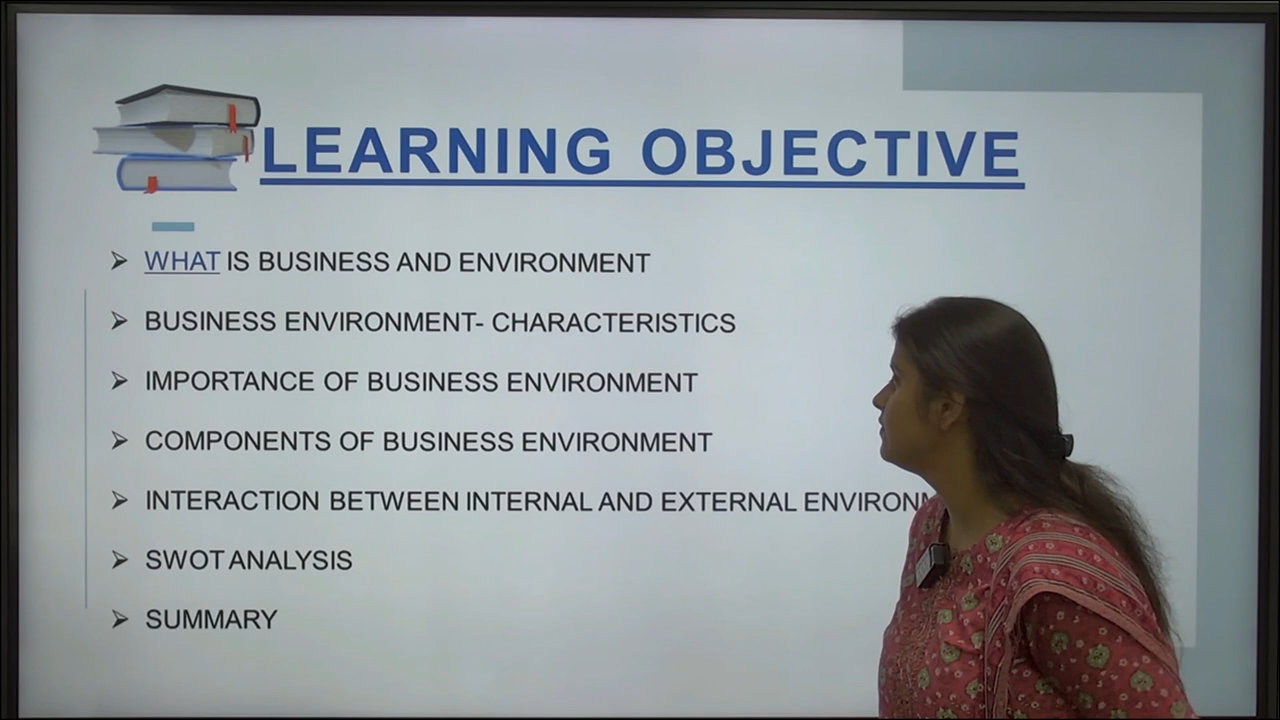 LEARNING OBJECTIVE
WHAT IS BUSINESS AND ENVIRONMENT
BUSINESS ENVIRONMENT- CHARACTERISTICS
IMPORTANCE OF BUSINESS ENVIRONMENT
COMPONENTS OF BUSINESS ENVIRONMENT
INTERACTION BETWEEN INTERNAL AND EXTERNAL
SWOT ANALYSIS
SUMMARY